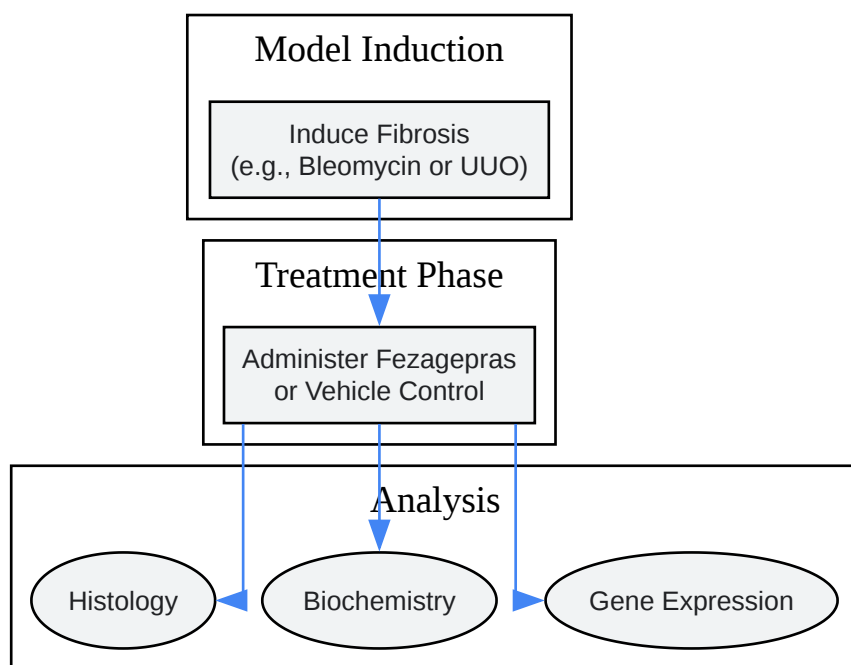 Model Induction
Induce Fibrosis
(e.g., Bleomycin or UUO)
Treatment Phase
Administer Fezagepras
or Vehicle Control
Analysis
Histology
Biochemistry
Gene Expression